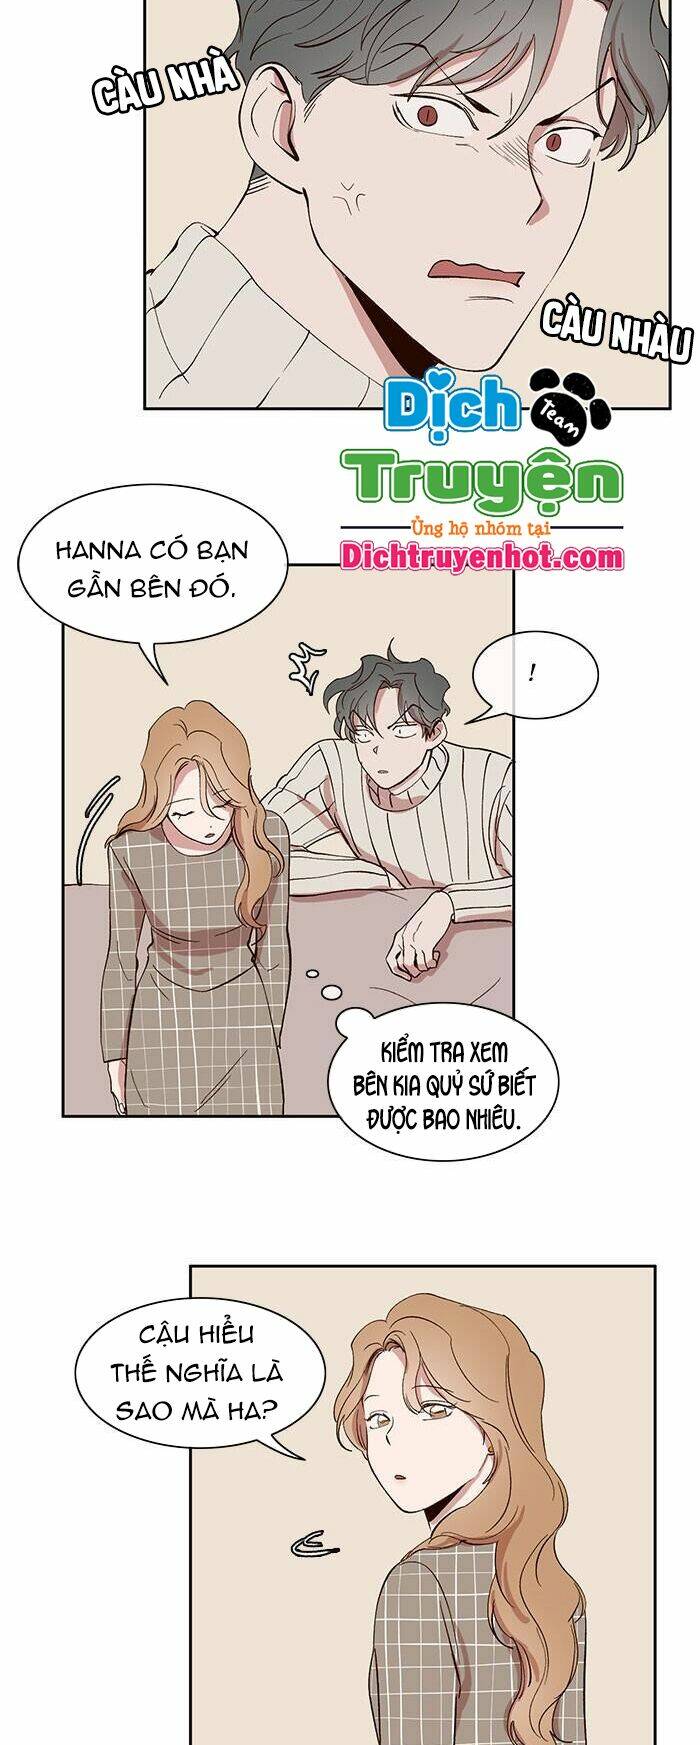 CÀU NHÀ
CÀU NHÀU
Dịch
Team
Truyện
Ủng hộ nhóm tại
Dichtruyenhot.com
HANNA CÓ BẠN
GẦN BÊN ĐÓ.
!
KIỂM TRA XEM
BÊN KIA QUỶ SỨ BIẾT
ĐƯỢC BAO NHIÊU.
CẬU HIỂU
THẾ NGHĨA LÀ
SAO MÀ HA?